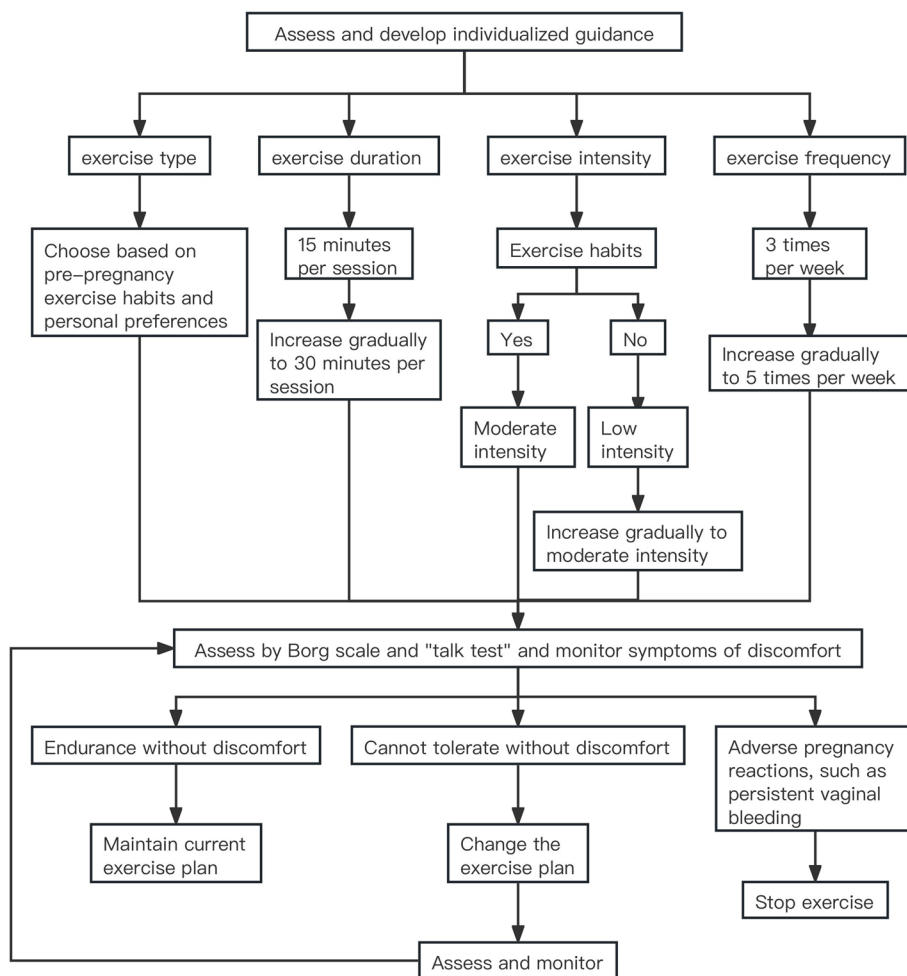 Assess and develop individualized guidance
exercise type
exercise duration
exercise intensity
exercise frequency
Choose based on
pre-pregnancy
exercise habits and
personal preferences
15 minutes
per session
Exercise habits
3 times
per week
Increase gradually
to 30 minutes per
session
Yes
No
Increase gradually
to 5 times per week
Moderate
intensity
Low
intensity
Increase gradually to
moderate intensity
Assess by Borg scale and "talk test" and monitor symptoms of discomfort
Endurance without discomfort
Cannot tolerate without discomfort
Adverse pregnancy
reactions, such as
persistent vaginal
bleeding
Maintain current
exercise plan
Change the
exercise plan
Stop exercise
Assess and monitor